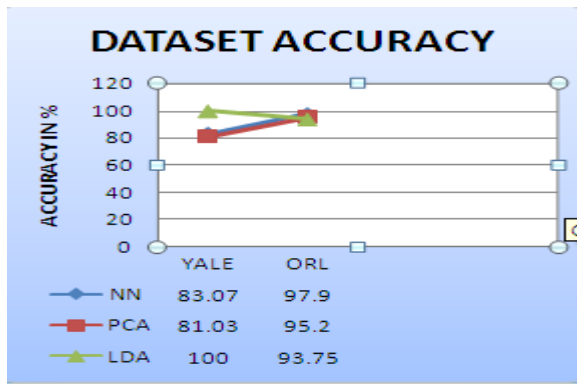 DATASET ACCURACY
ACCURACY IN %
120
100
80
60
40
20
0
YALE ORL
NN 83.07 97.9
PCA 81.03 95.2
LDA 100 93.75